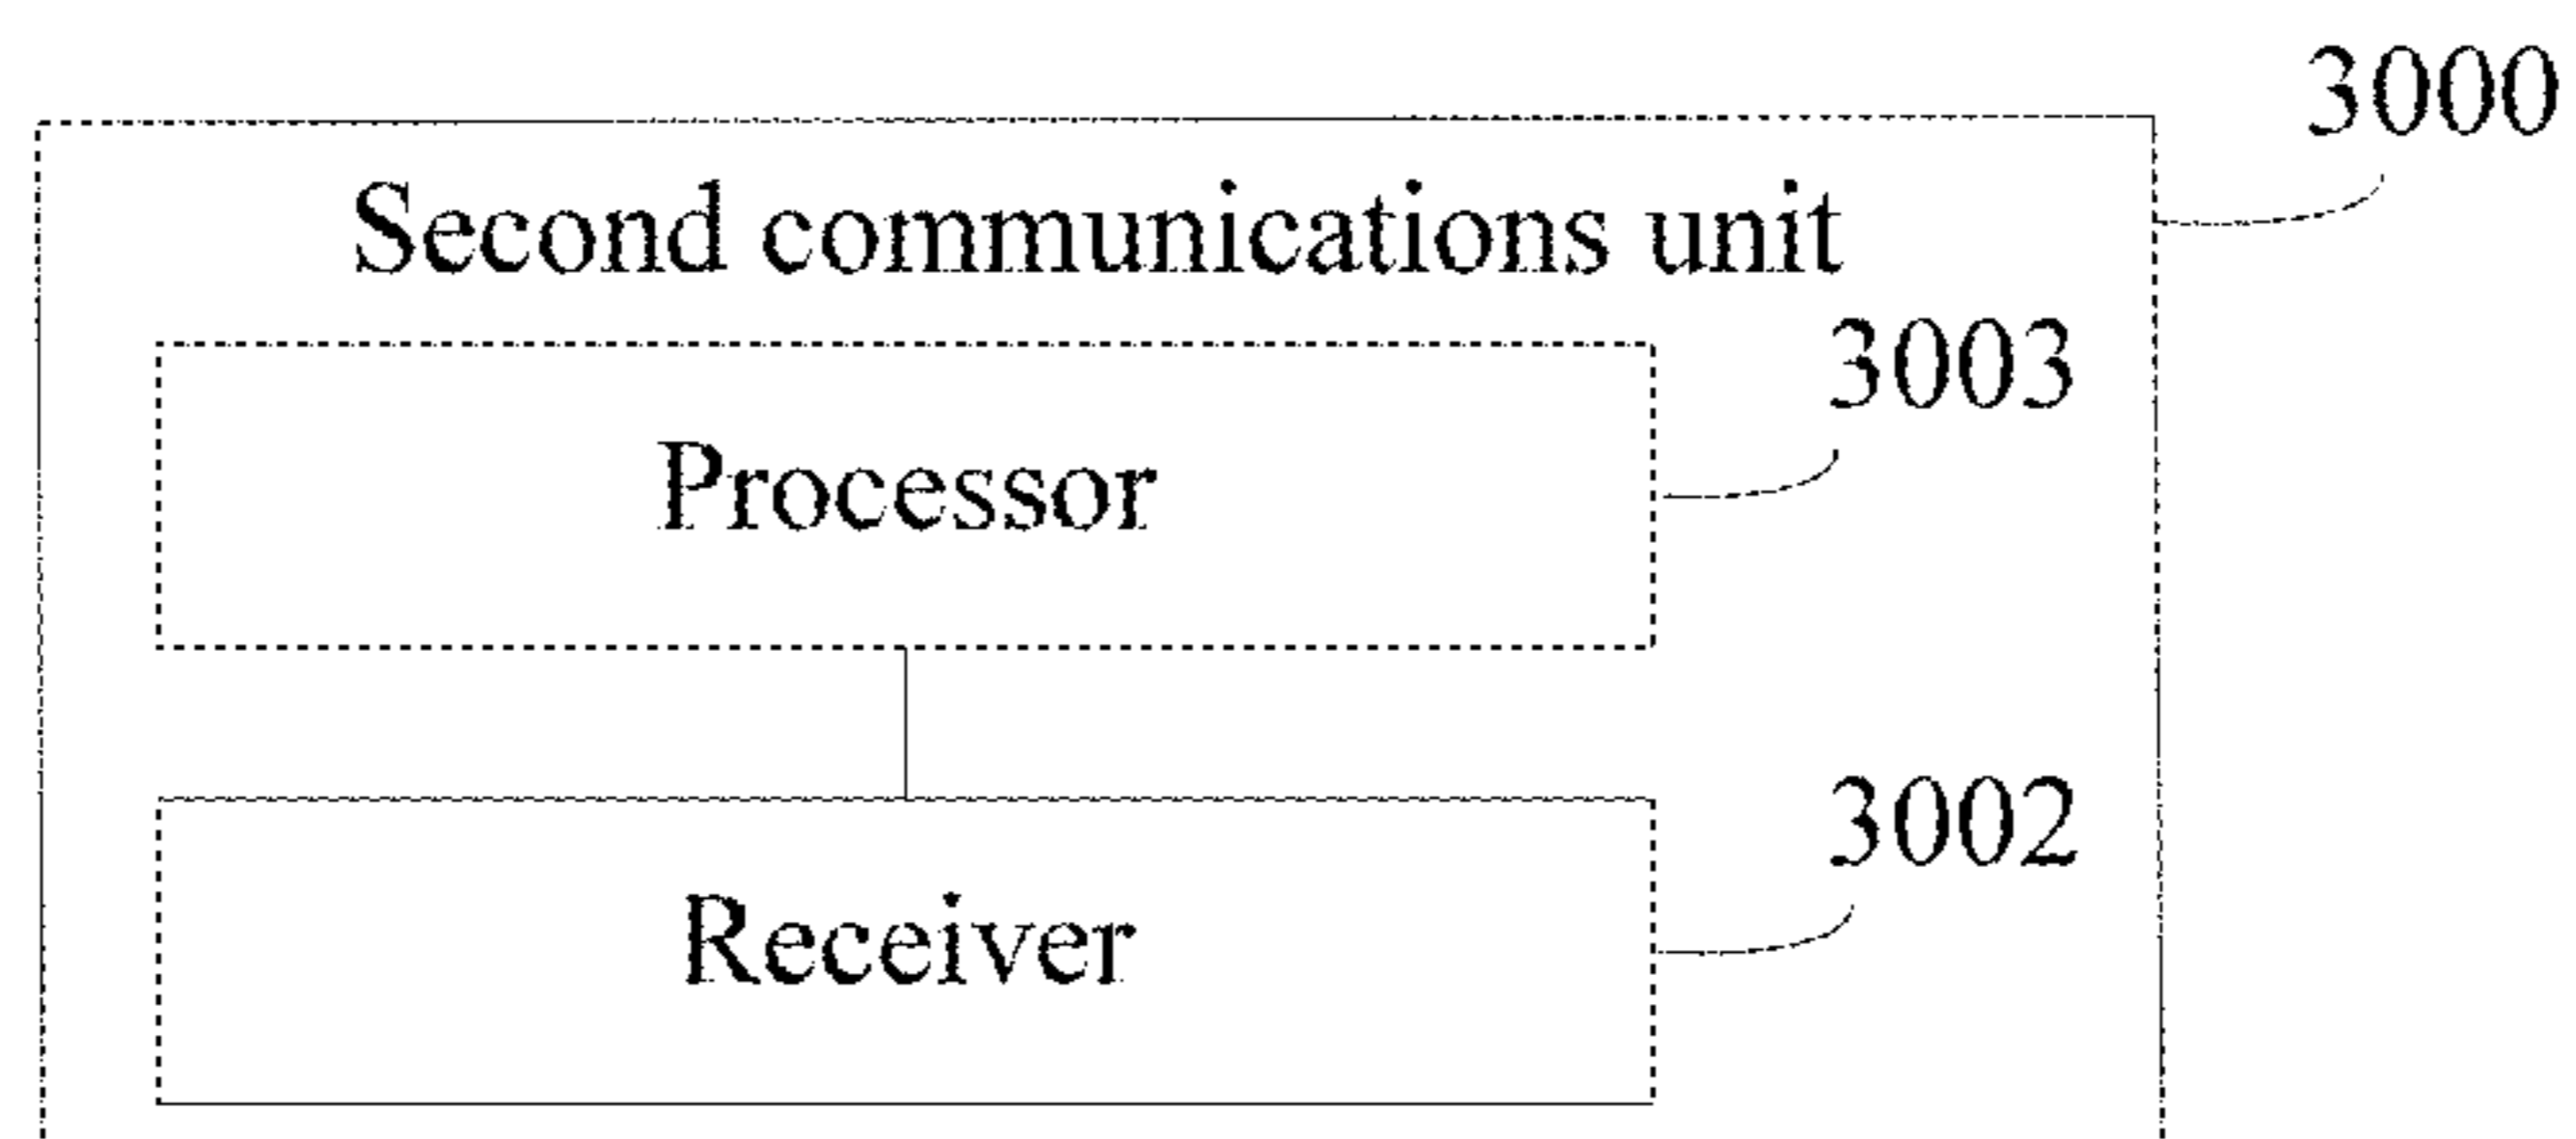 3000
Second communications unit
3003
Processor
3002
Receiver